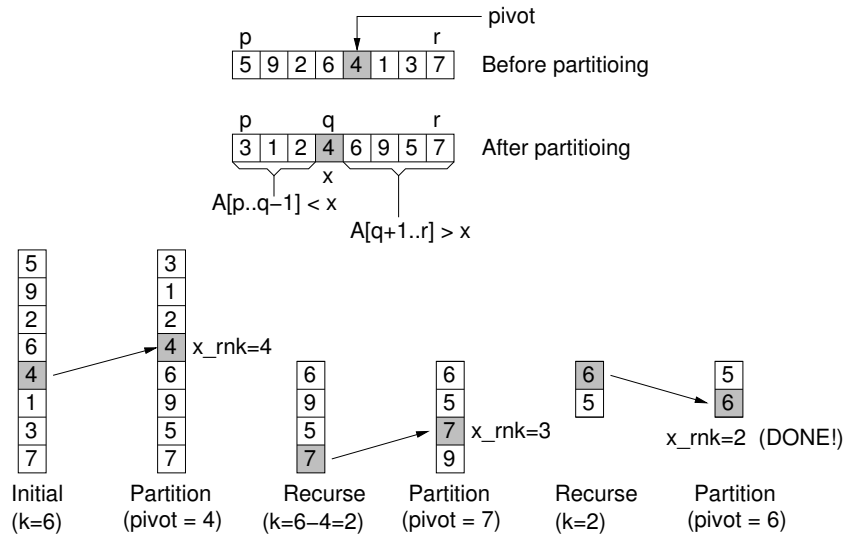 pivot
p r
5 9 2 6 4 1 3 7 Before partitioing
p q r
3 1 2 4 6 9 5 7 After partitioing
x
A[p..q−1] < x
A[q+1..r] > x
5 3
9 1
2 2
6 4 x_rnk=4
4 6 6 6 6 5
1 9 9 5 5 6
3 5 5 7 x_rnk=3 x_rnk=2 (DONE!)
7 7 7 9
Initial Partition Recurse Partition Recurse Partition
(k=6) (pivot = 4) (k=6−4=2) (pivot = 7) (k=2) (pivot = 6)